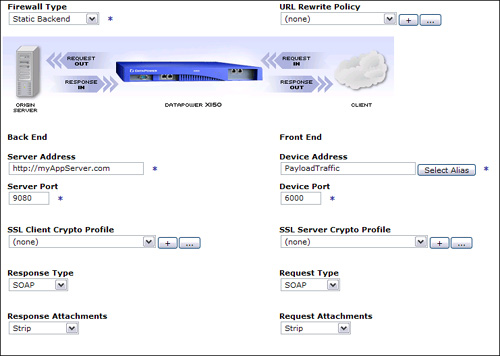 Firewall Type
URL Rewrite Policy
Static Backend *
(none) + ...
REQUEST OUT
REQUEST IN
RESPONSE IN
RESPONSE OUT
ORIGIN SERVER
DATAPOWER XI50
CLIENT
Back End
Front End
Server Address
Device Address
http://myAppServer.com *
PayloadTraffic Select Alias *
Server Port
Device Port
9080 *
6000 *
SSL Client Crypto Profile
SSL Server Crypto Profile
(none) + ...
(none) + ...
Response Type
Request Type
SOAP
SOAP
Response Attachments
Request Attachments
Strip
Strip